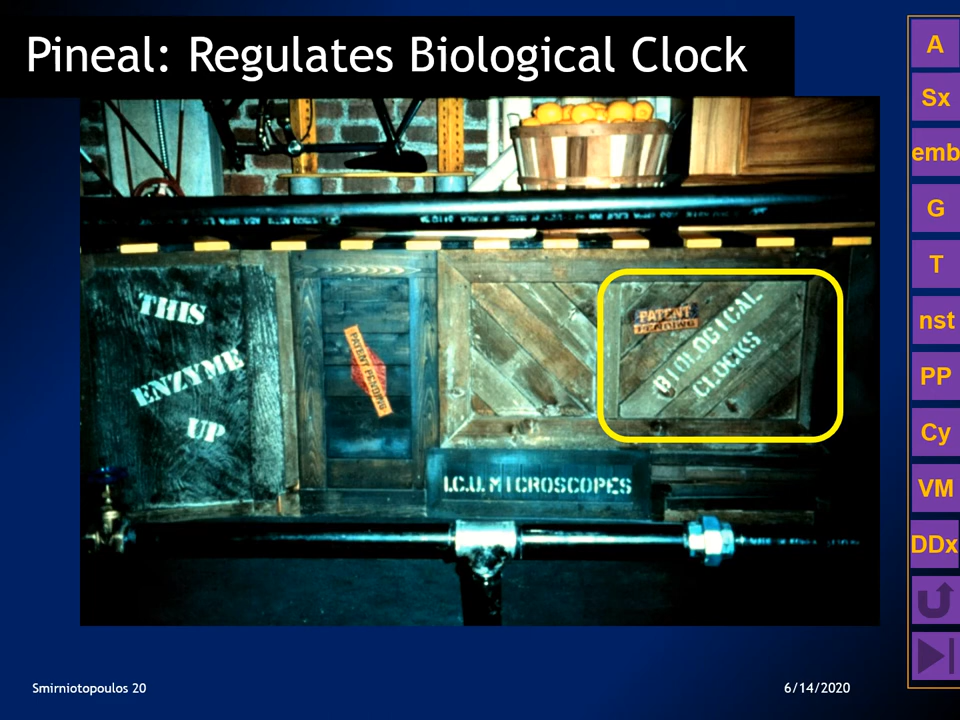 Pineal: Regulates Biological Clock
THIS
ENZYME
UP
PATENT PENDING
PATENT
PENDING
BIOLOGICAL
CLOCKS
I.C.U. MICROSCOPES
A
Sx
emb
G
T
nst
PP
Cy
VM
DDx
Smirniotopoulos 20
6/14/2020